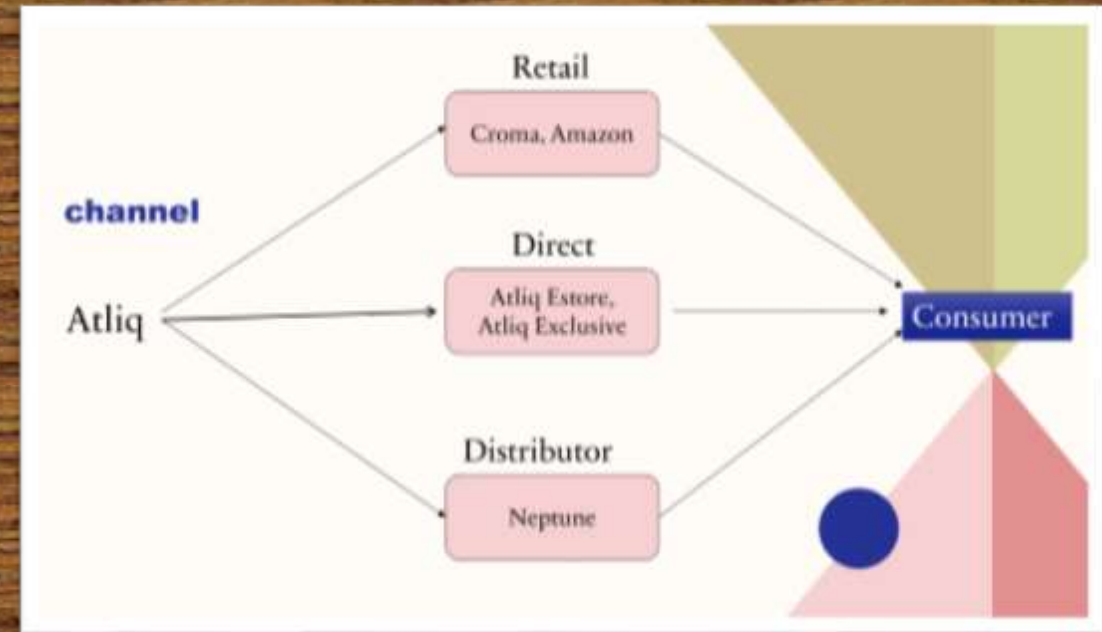 Retail
Croma, Amazon
channel
Direct
Atliq
Atliq Estore,
Atliq Exclusive
Consumer
Distributor
Neptune